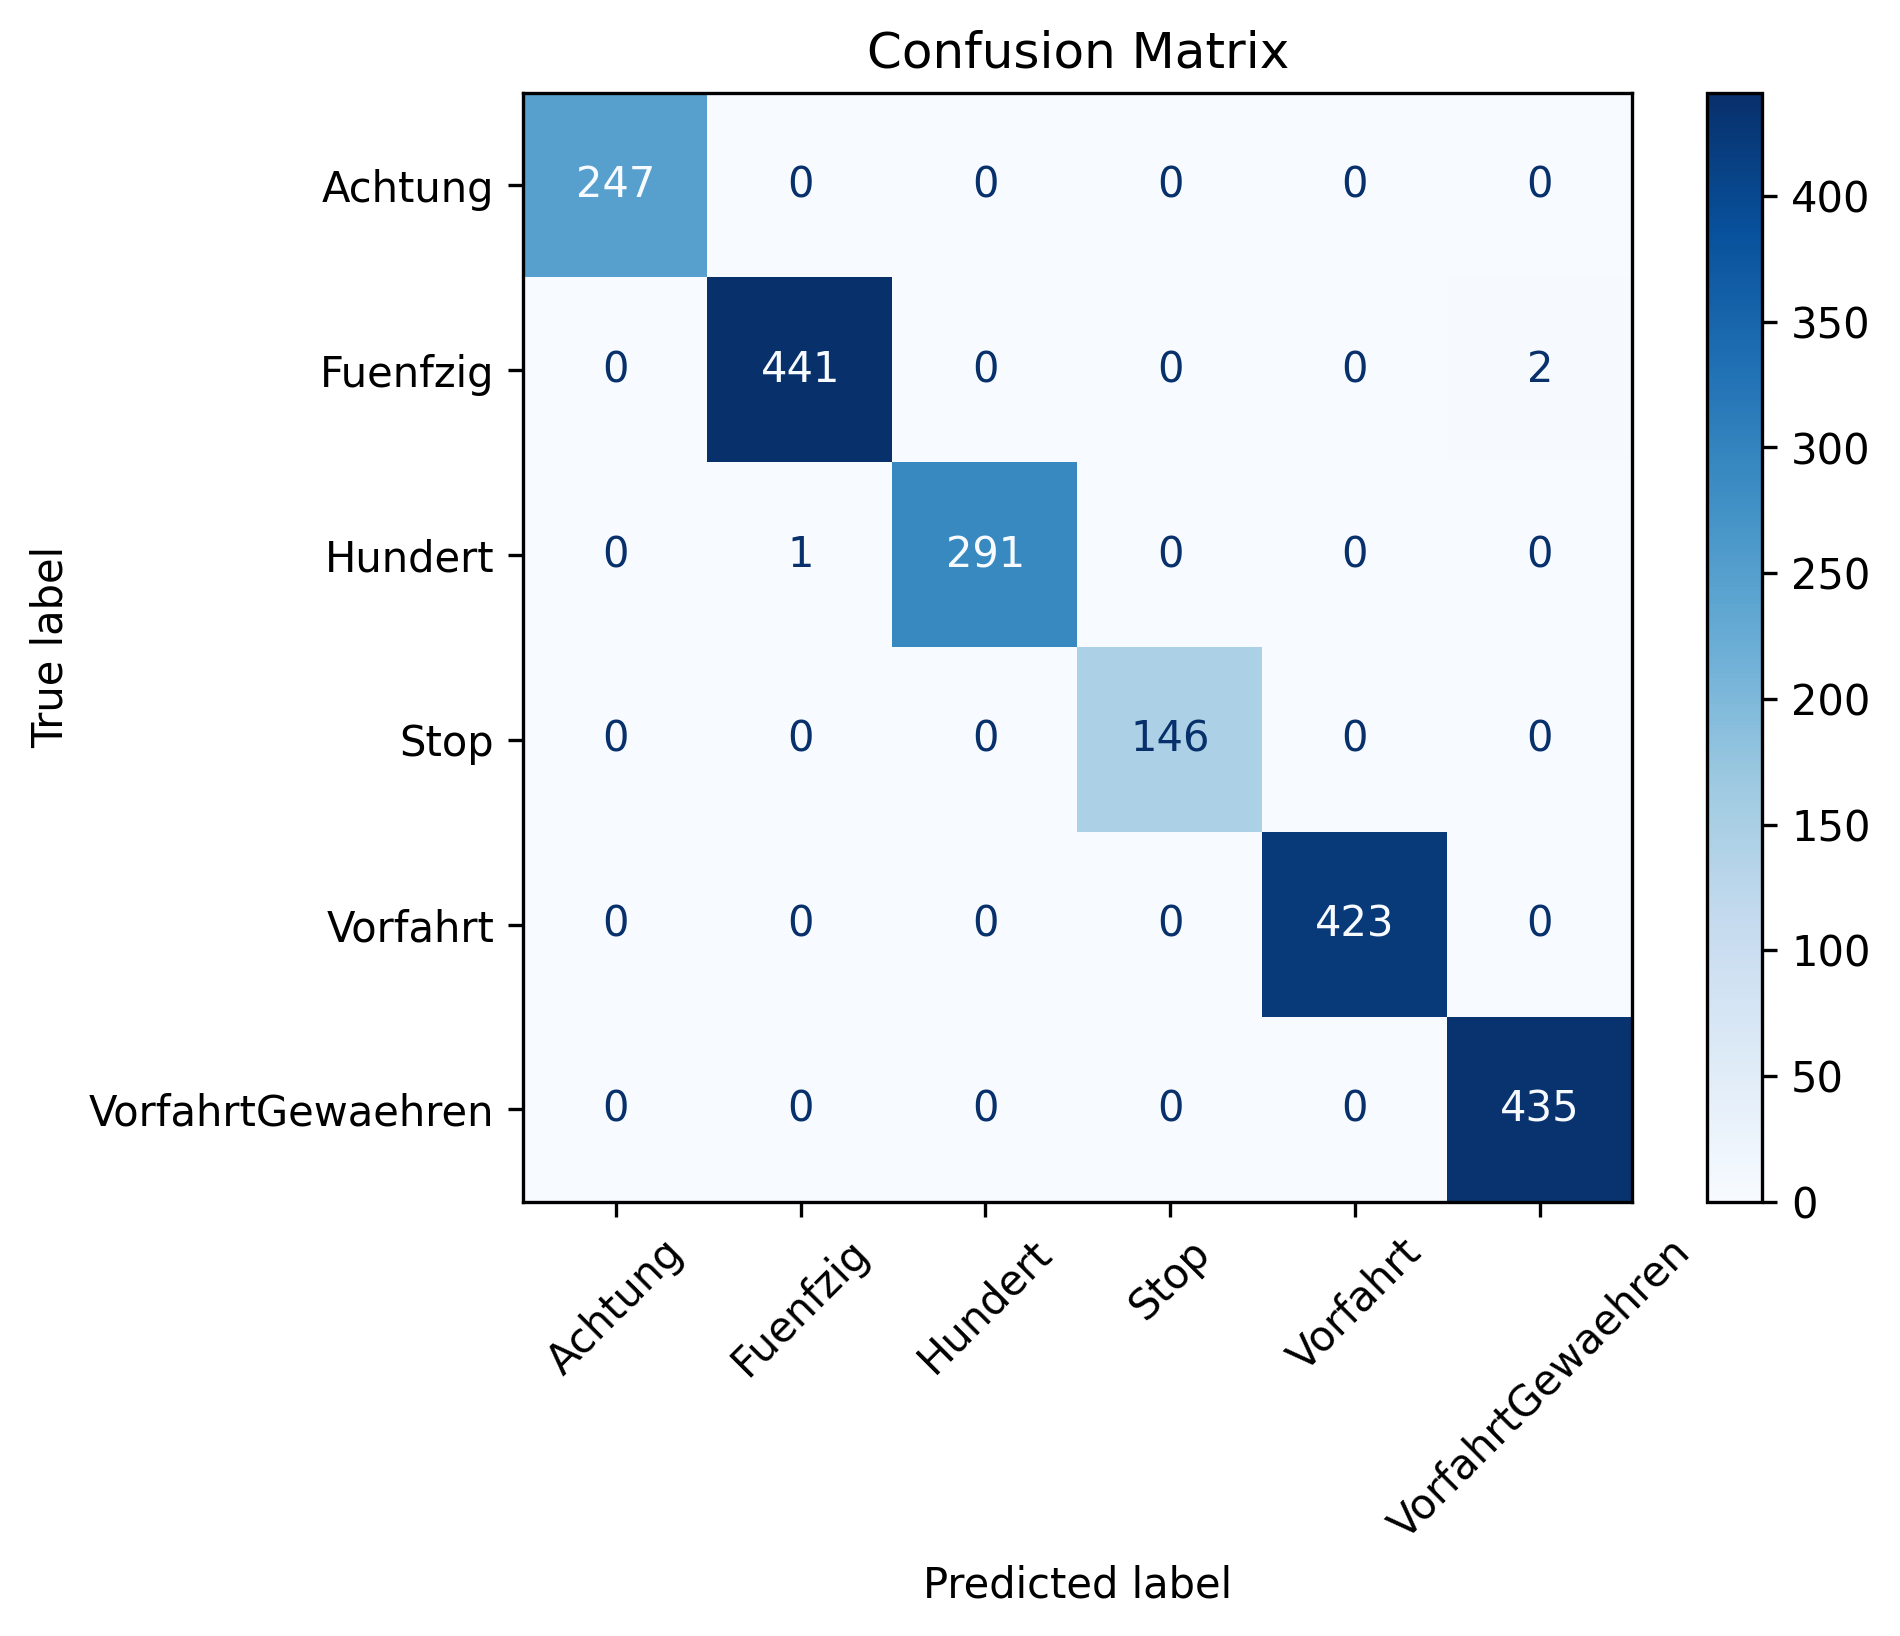 Confusion Matrix
Achtung 247 0 0 0 0 0
Fuenfzig 0 441 0 0 0 2
Hundert 0 1 291 0 0 0
Stop 0 0 0 146 0 0
Vorfahrt 0 0 0 0 423 0
VorfahrtGewaehren 0 0 0 0 0 435
True label
Achtung Fuenfzig Hundert Stop Vorfahrt VorfahrtGewaehren
Predicted label
400
350
300
250
200
150
100
50
0